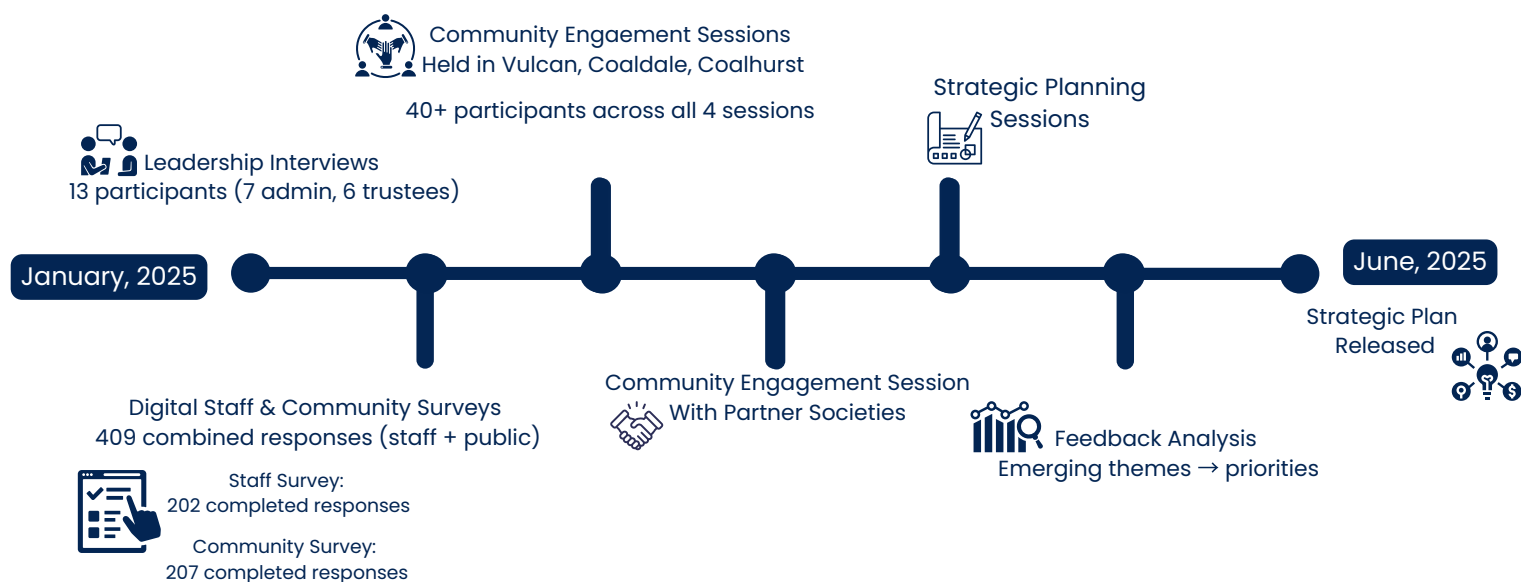 January, 2025
Leadership Interviews
13 participants (7 admin, 6 trustees)
Digital Staff & Community Surveys
409 combined responses (staff + public)
Staff Survey:
202 completed responses
Community Survey:
207 completed responses
Community Engaement Sessions
Held in Vulcan, Coaldale, Coalhurst
40+ participants across all 4 sessions
Community Engagement Session
With Partner Societies
Strategic Planning
Sessions
Feedback Analysis
Emerging themes → priorities
June, 2025
Strategic Plan
Released